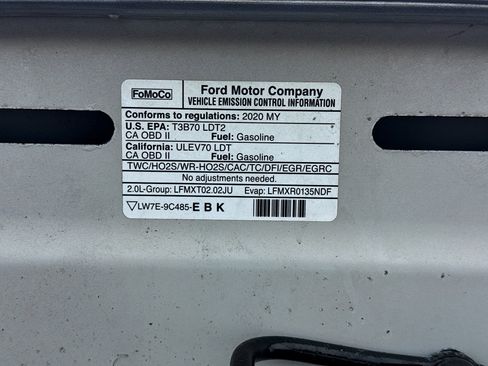 FoMoCo
Ford Motor Company
VEHICLE EMISSION CONTROL INFORMATION
Conforms to regulations: 2020 MY
U.S. EPA: T3B70 LDT2
CA OBD II Fuel: Gasoline
California: ULEV70 LDT
CA OBD II Fuel: Gasoline
TWC/HO2S/WR-HO2S/CAC/TC/DFI/EGR/EGRC
No adjustments needed.
2.0L-Group: LFMXT02.02JU Evap: LFMXR0135NDF
LW7E-9C485-E B K